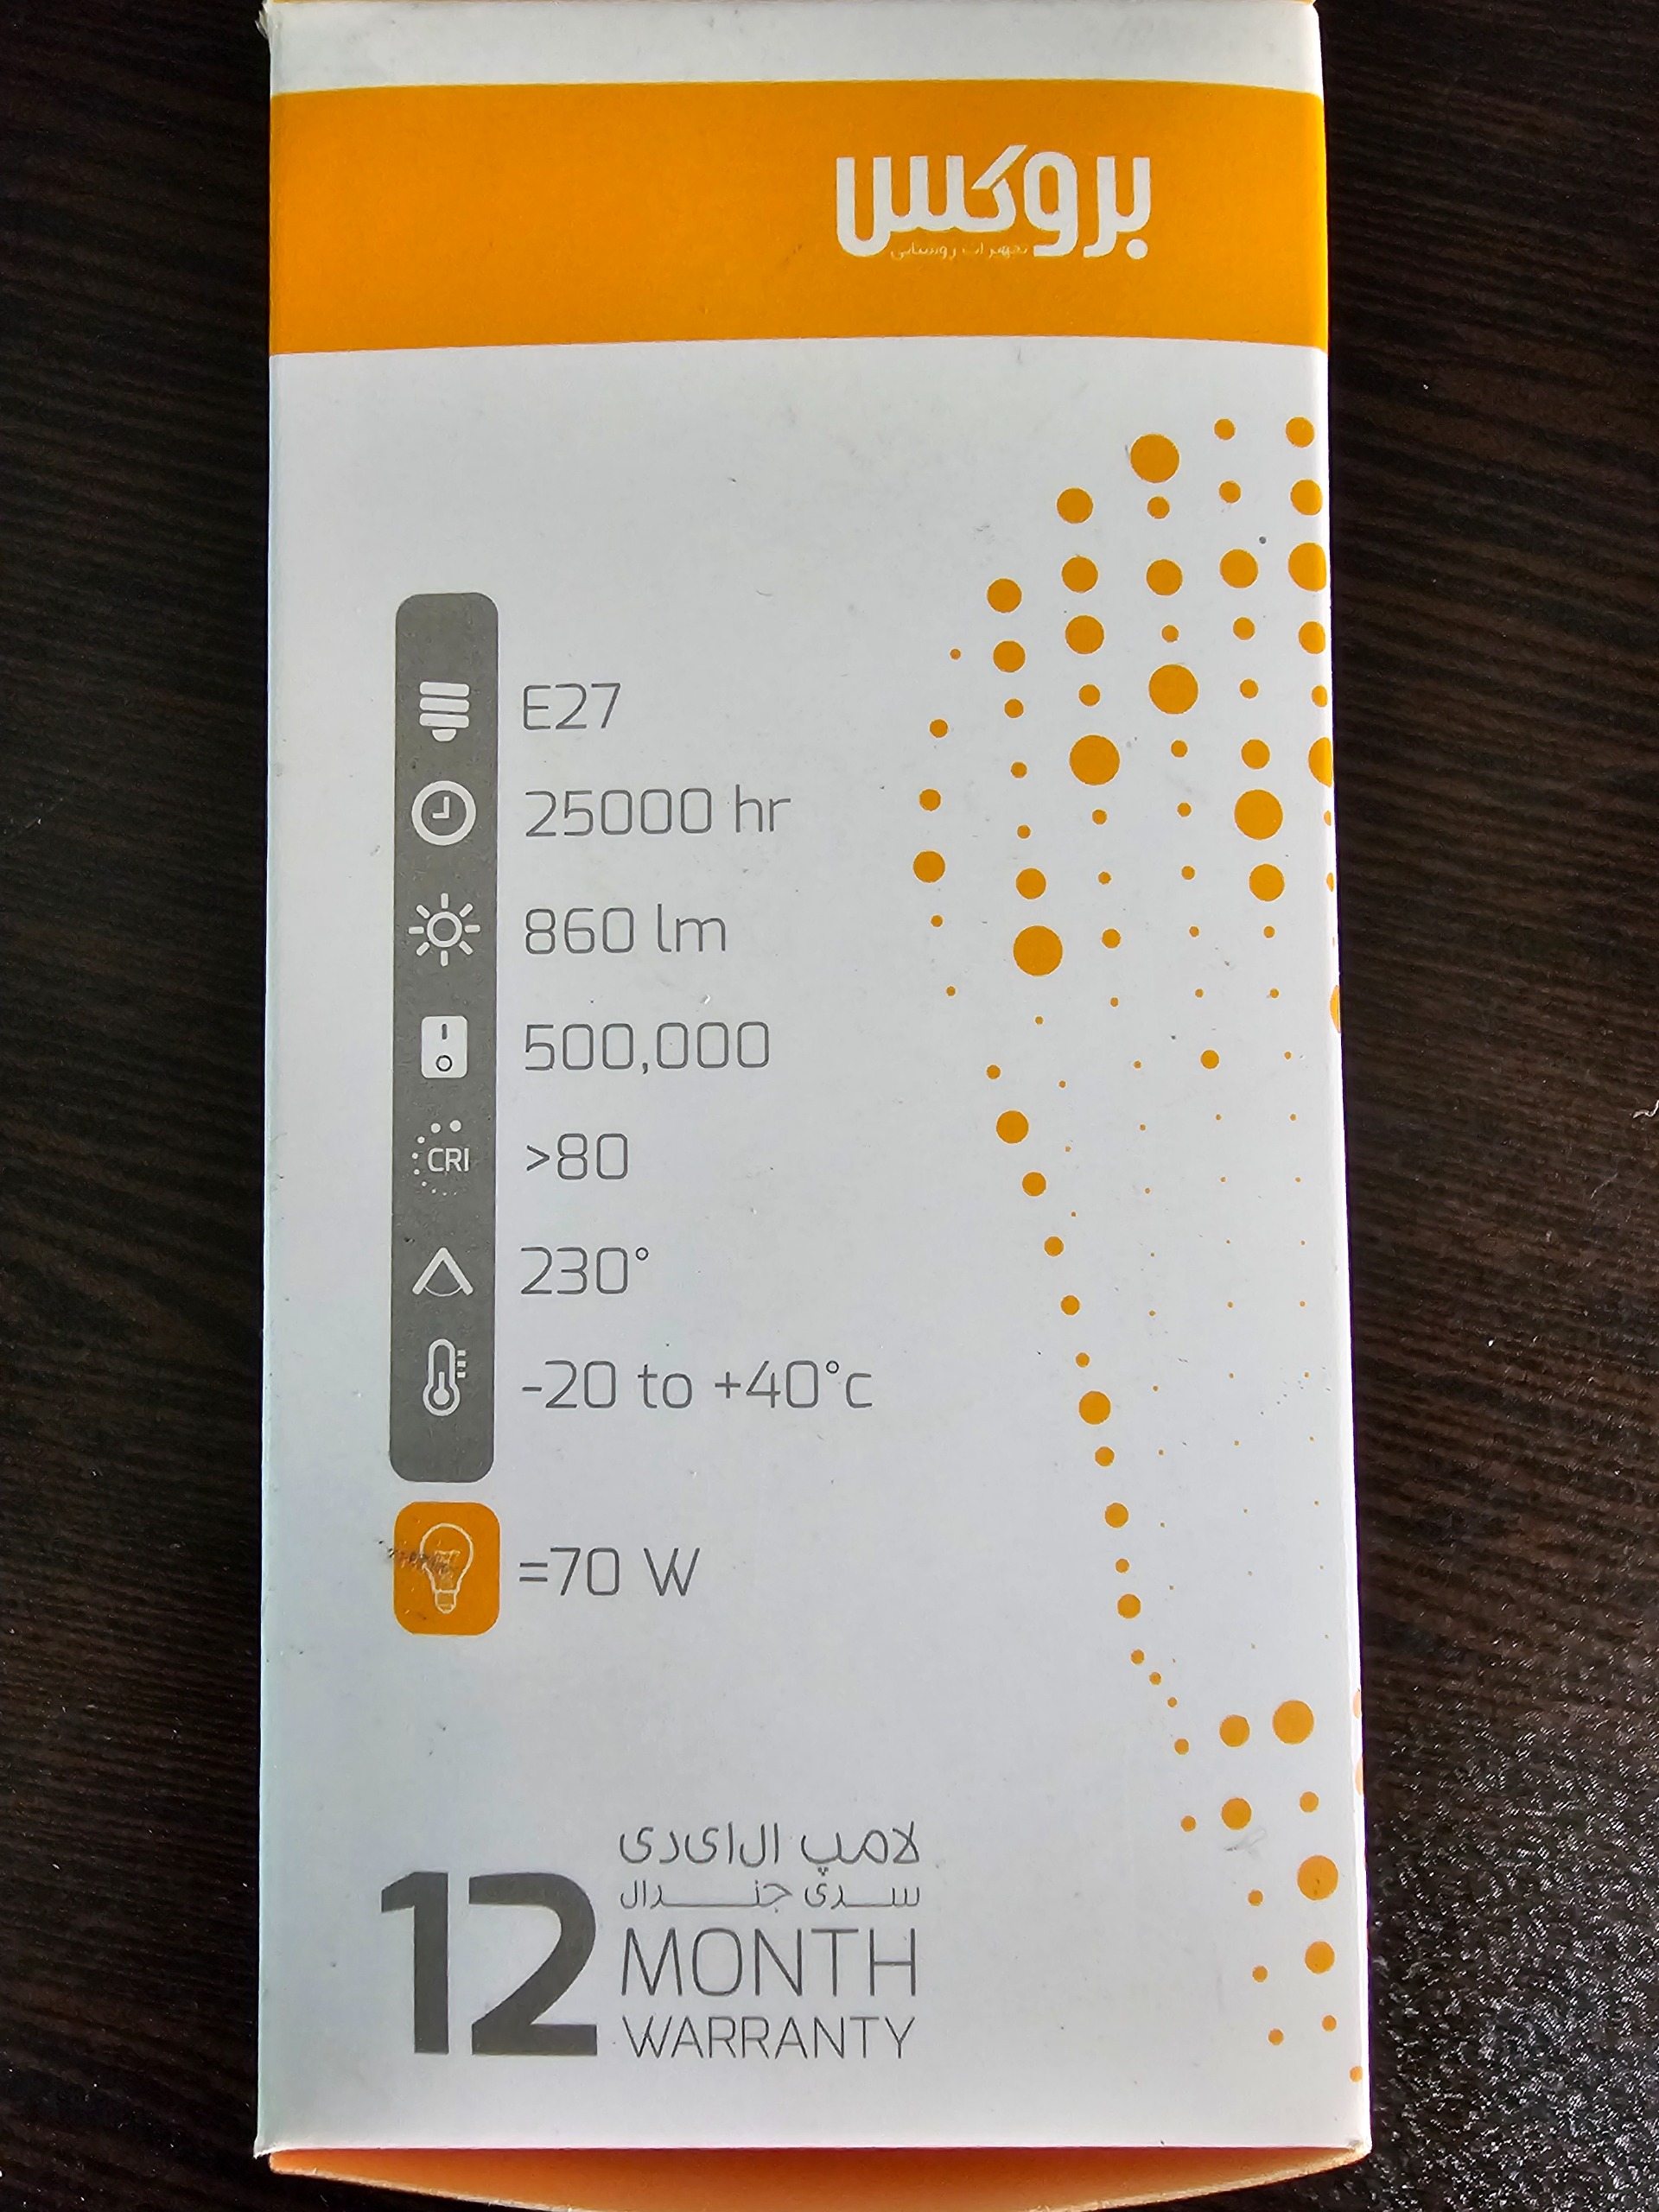 بروکس
تجهیزات روشنایی
E27
25000 hr
860 lm
500,000
CRI >80
230°
-20 to +40°c
=70 W
لامپ ال‌ای‌دی
سری جنرال
12 MONTH
WARRANTY